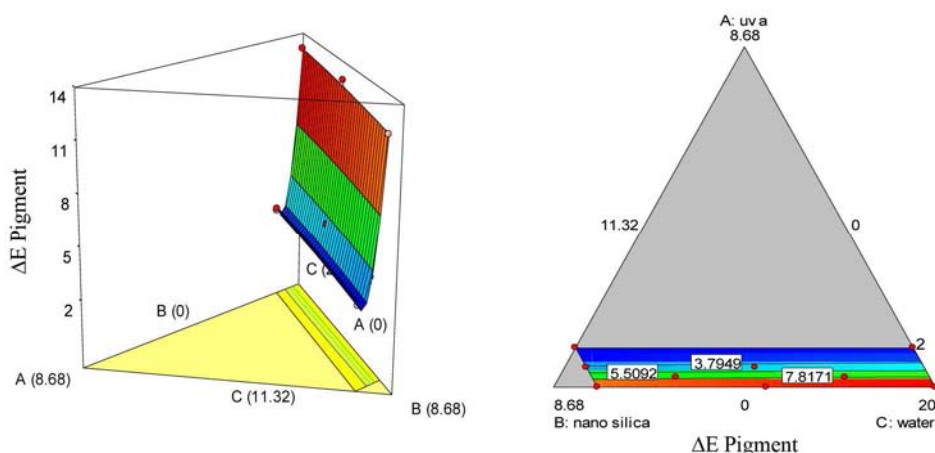 14
11
8
5
2
ΔE Pigment
B (0)
C (2
A (0)
A (8.68)
C (11.32)
B (8.68)
A: uva
8.68
11.32
0
2
3.7949
5.5092
7.8171
8.68
0
20
B: nano silica
C: water
ΔE Pigment